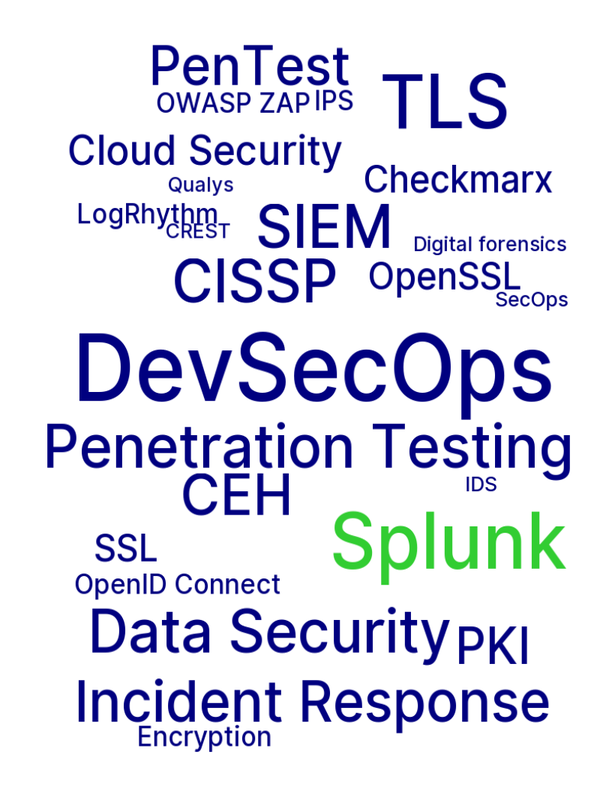 PenTest
TLS
OWASP ZAP
IPS
Cloud Security
Checkmarx
Qualys
LogRhythm
CREST
SIEM
Digital forensics
CISSP
OpenSSL
SecOps
DevSecOps
Penetration Testing
CEH
IDS
Splunk
SSL
OpenID Connect
Data Security
PKI
Incident Response
Encryption